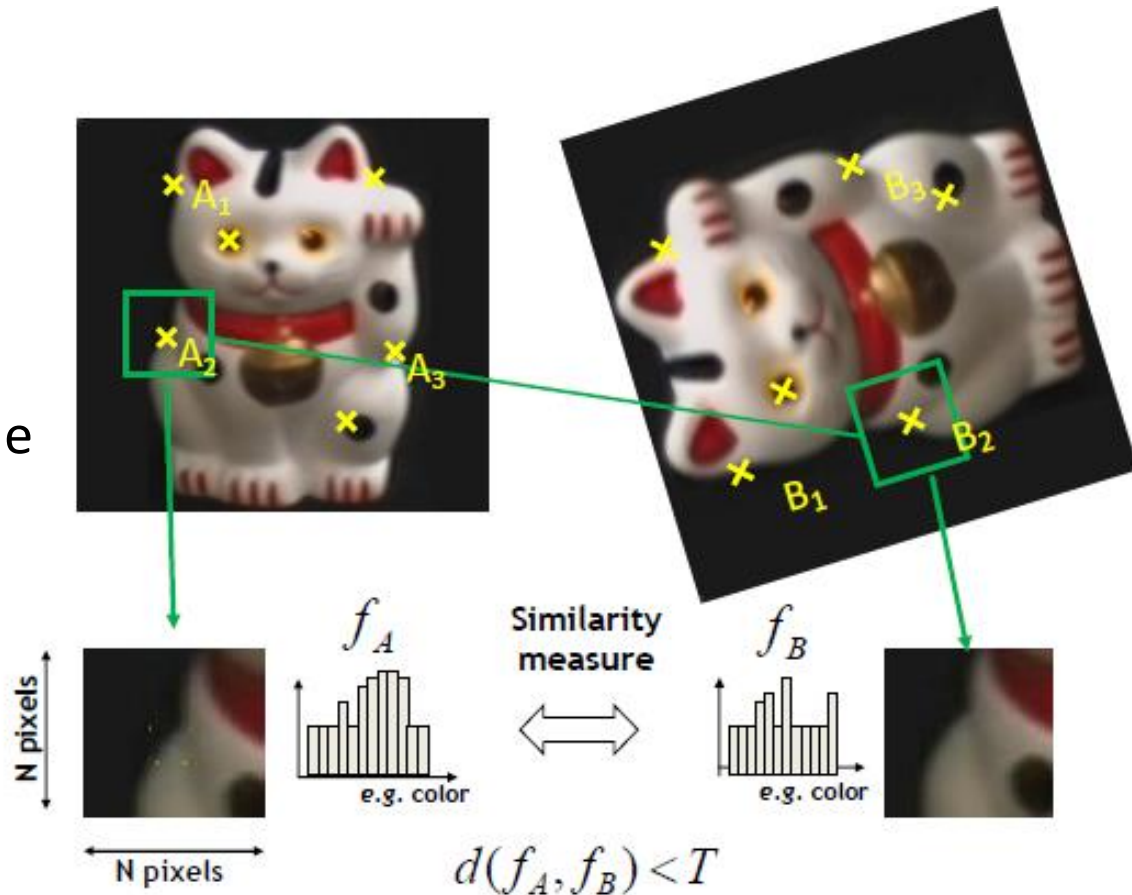 A₁
A₂
A₃
B₃
B₂
B₁
e
f_A
Similarity
measure
f_B
N pixels
e.g. color
e.g. color
N pixels
d(f_A, f_B) < T